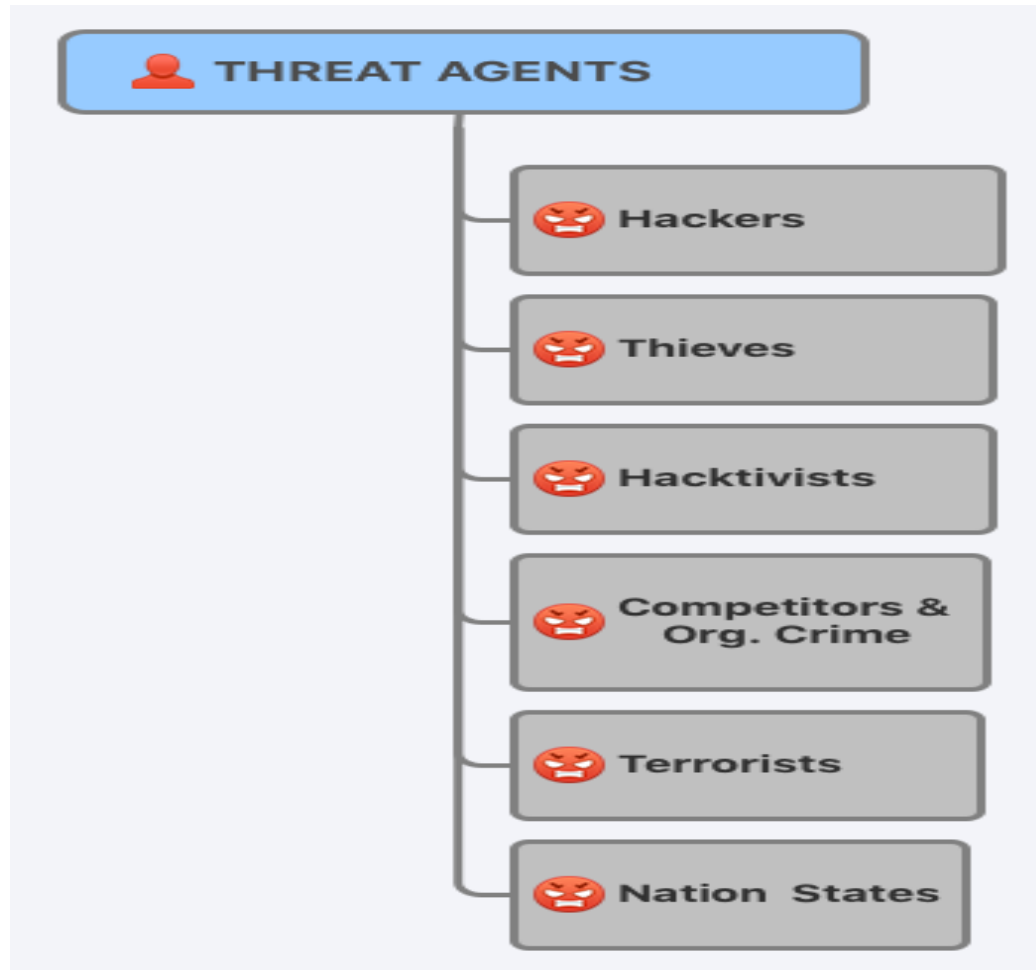 THREAT AGENTS
Hackers
Thieves
Hacktivists
Competitors &
Org. Crime
Terrorists
Nation States